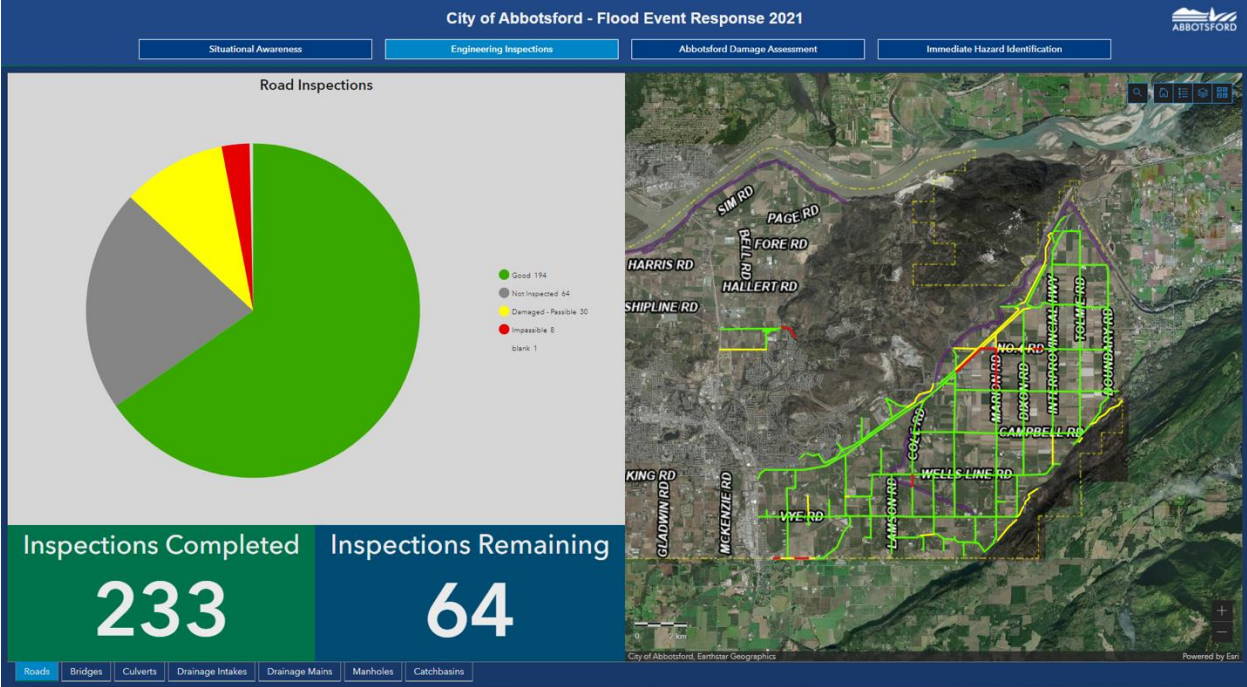 City of Abbotsford - Flood Event Response 2021
ABBOTSFORD
Situational Awareness
Engineering Inspections
Abbotsford Damage Assessment
Immediate Hazard Identification
Road Inspections
Good 194
Not Inspected 64
Damaged - Passible 30
Impassible 8
blank 1
SIM RD
PAGE RD
BELL RD
FORE RD
HARRIS RD
HALLERT RD
SHIPLINE RD
NO.4 RD
MARION RD
DIXON RD
INTERPROVINCIAL HWY
TOLMIE RD
BOUNDARY RD
COLE RD
CAMPBELL RD
KING RD
GLADWIN RD
MCKENZIE RD
WELLS LINE RD
LAMSON RD
VYE RD
0 2 km
City of Abbotsford, Earthstar Geographics
Powered by Esri
Inspections Completed
233
Inspections Remaining
64
Roads
Bridges
Culverts
Drainage Intakes
Drainage Mains
Manholes
Catchbasins